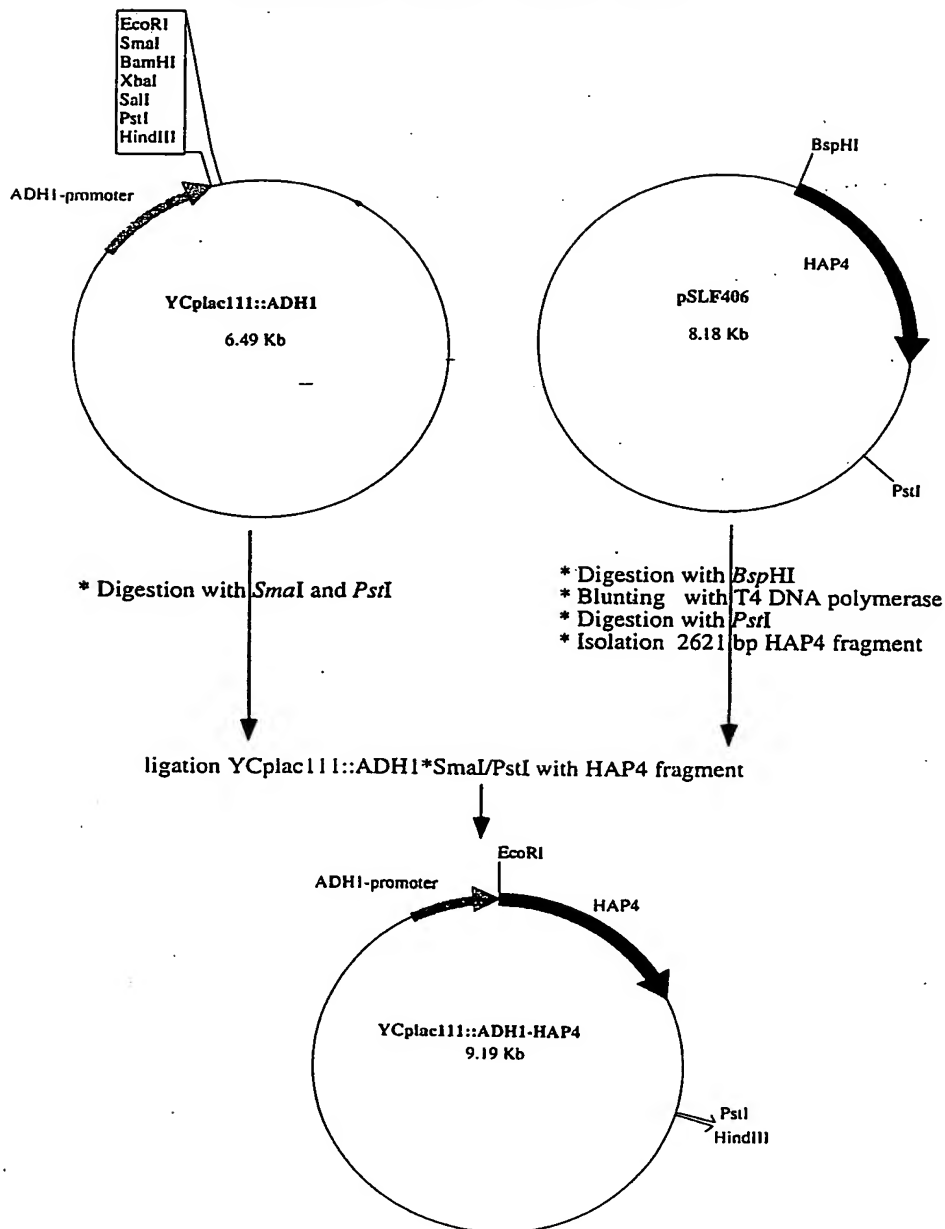 EcoRI
SmaI
BamHI
XbaI
SalI
PstI
HindIII
ADH1-promoter
YCplac111::ADH1
6.49 Kb
BspHI
HAP4
pSLF406
8.18 Kb
PstI
* Digestion with SmaI and PstI
* Digestion with BspHI
* Blunting with T4 DNA polymerase
* Digestion with PstI
* Isolation 2621 bp HAP4 fragment
ligation YCplac111::ADH1*SmaI/PstI with HAP4 fragment
EcoRI
ADH1-promoter
HAP4
YCplac111::ADH1-HAP4
9.19 Kb
PstI
HindIII